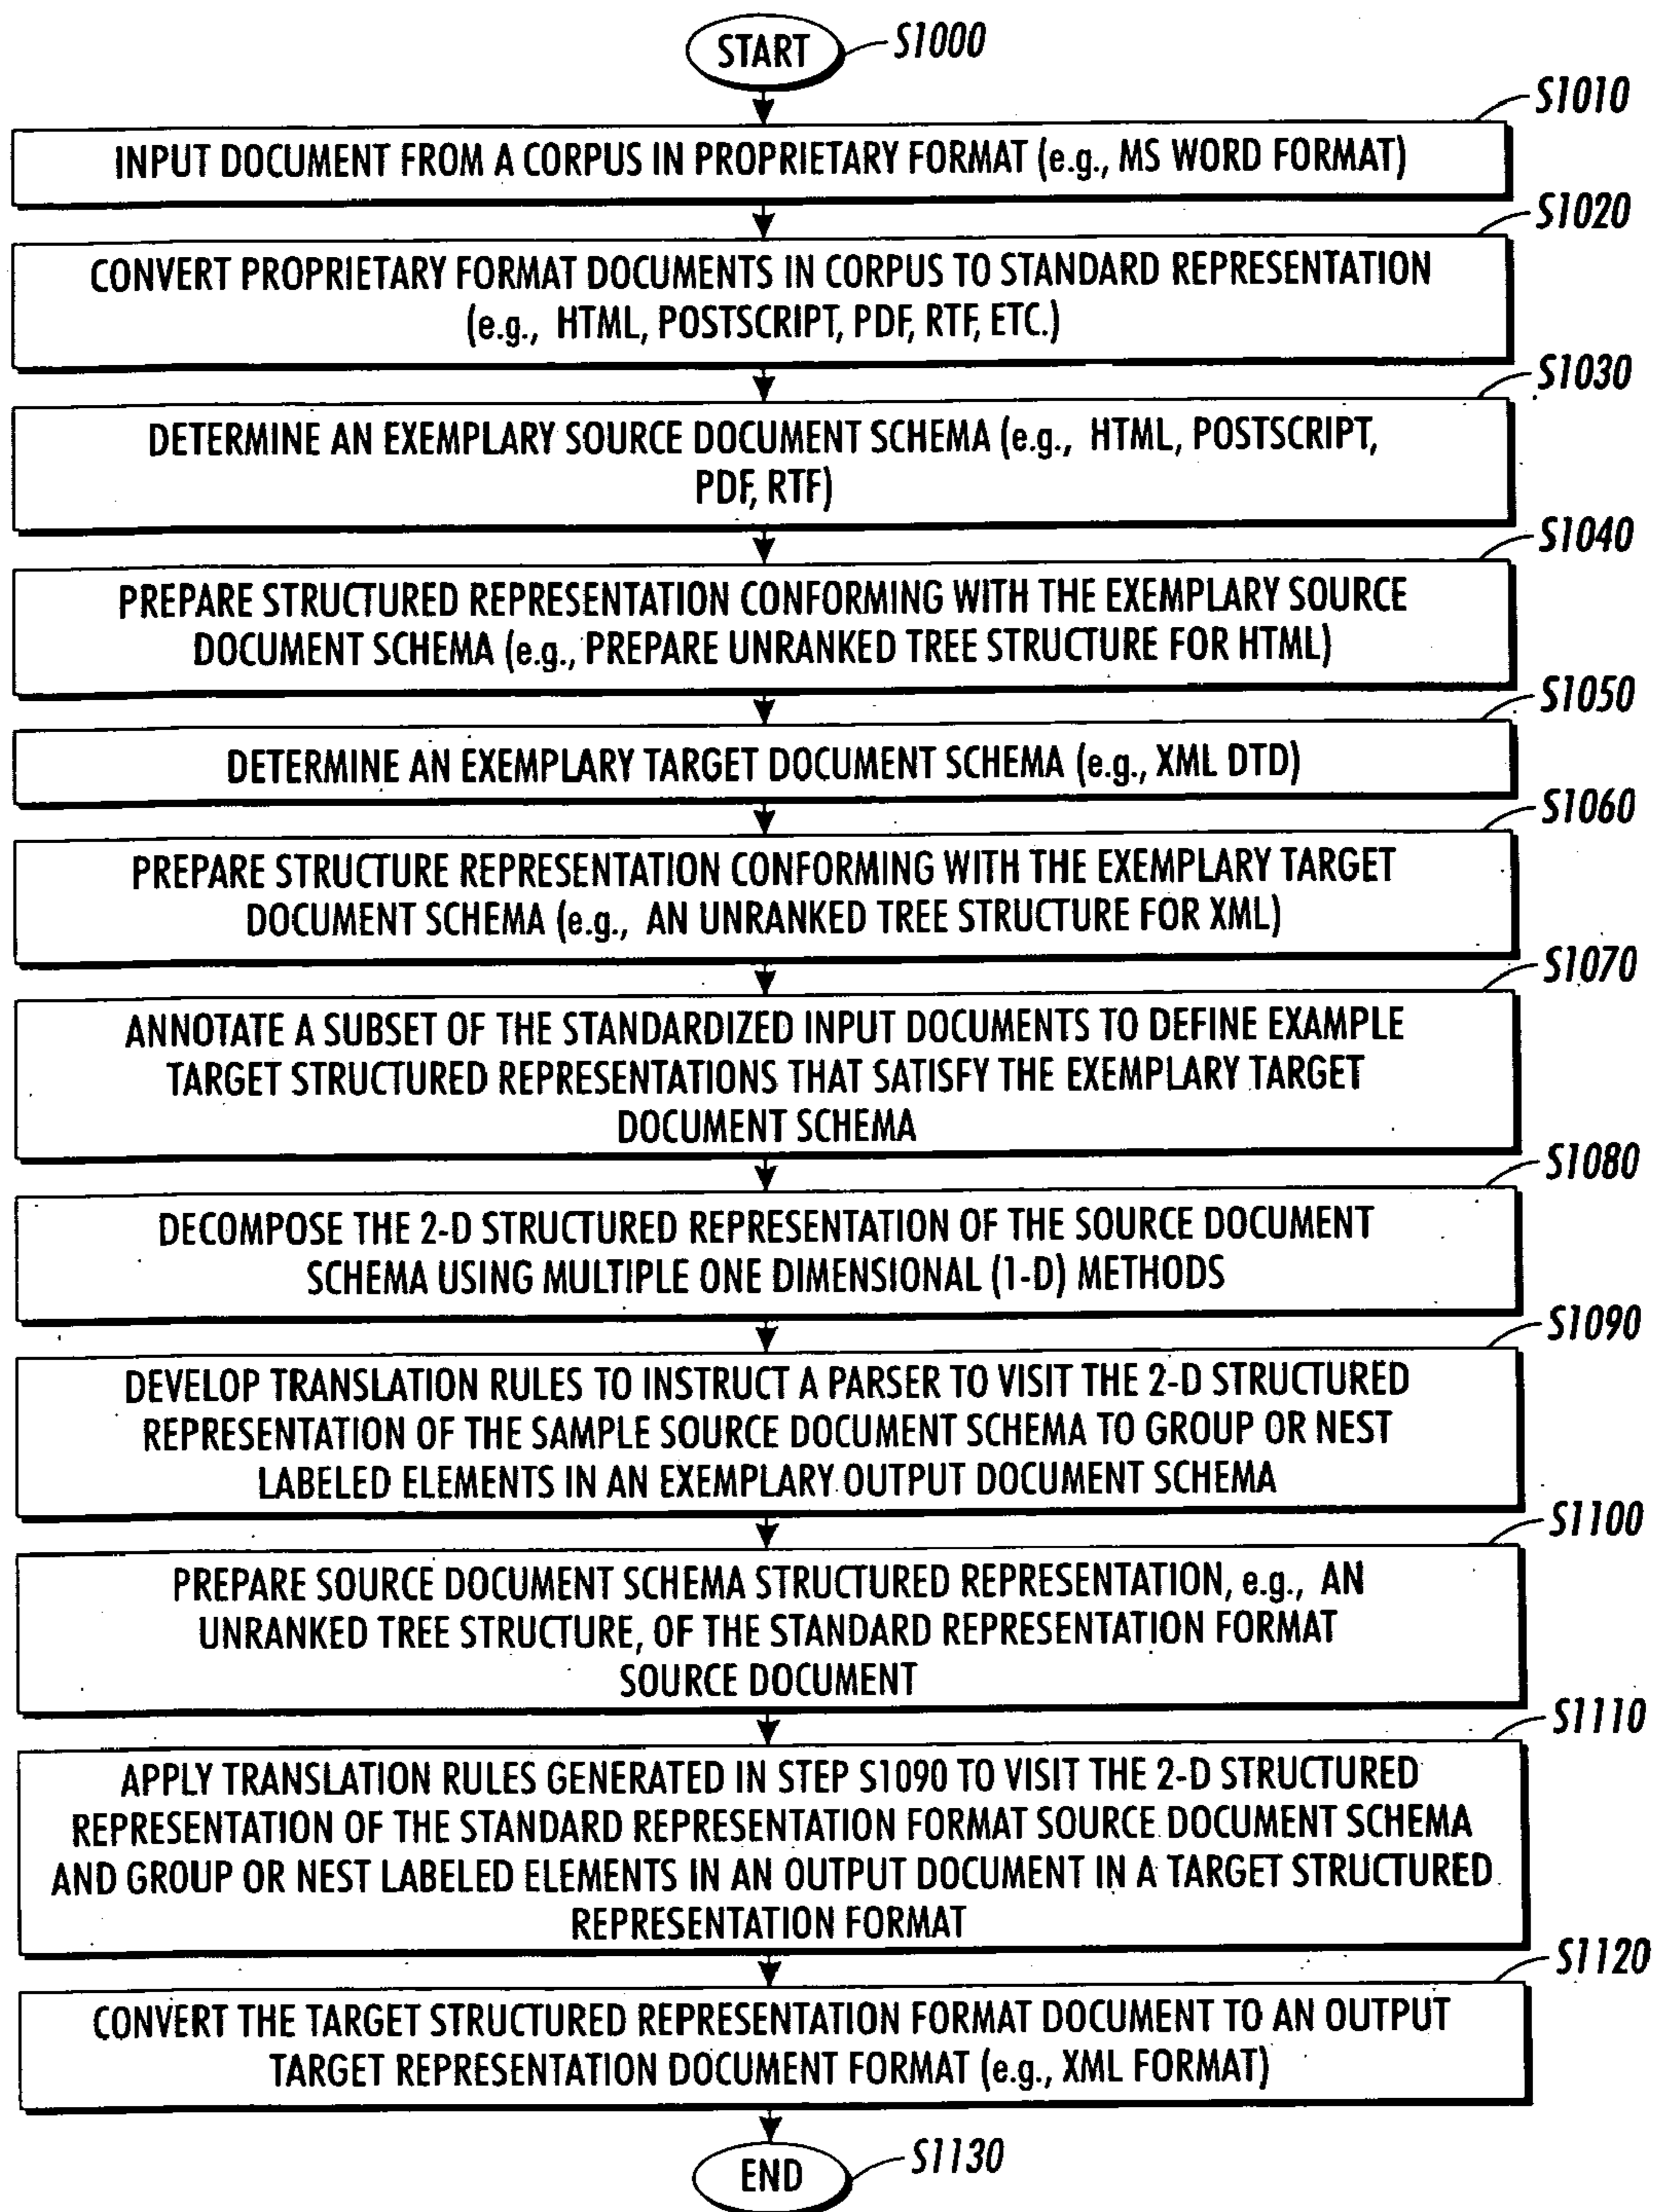 START
S1000
S1010
INPUT DOCUMENT FROM A CORPUS IN PROPRIETARY FORMAT (e.g., MS WORD FORMAT)
S1020
CONVERT PROPRIETARY FORMAT DOCUMENTS IN CORPUS TO STANDARD REPRESENTATION
(e.g., HTML, POSTSCRIPT, PDF, RTF, ETC.)
S1030
DETERMINE AN EXEMPLARY SOURCE DOCUMENT SCHEMA (e.g., HTML, POSTSCRIPT,
PDF, RTF)
S1040
PREPARE STRUCTURED REPRESENTATION CONFORMING WITH THE EXEMPLARY SOURCE
DOCUMENT SCHEMA (e.g., PREPARE UNRANKED TREE STRUCTURE FOR HTML)
S1050
DETERMINE AN EXEMPLARY TARGET DOCUMENT SCHEMA (e.g., XML DTD)
S1060
PREPARE STRUCTURE REPRESENTATION CONFORMING WITH THE EXEMPLARY TARGET
DOCUMENT SCHEMA (e.g., AN UNRANKED TREE STRUCTURE FOR XML)
S1070
ANNOTATE A SUBSET OF THE STANDARDIZED INPUT DOCUMENTS TO DEFINE EXAMPLE
TARGET STRUCTURED REPRESENTATIONS THAT SATISFY THE EXEMPLARY TARGET
DOCUMENT SCHEMA
S1080
DECOMPOSE THE 2-D STRUCTURED REPRESENTATION OF THE SOURCE DOCUMENT
SCHEMA USING MULTIPLE ONE DIMENSIONAL (1-D) METHODS
S1090
DEVELOP TRANSLATION RULES TO INSTRUCT A PARSER TO VISIT THE 2-D STRUCTURED
REPRESENTATION OF THE SAMPLE SOURCE DOCUMENT SCHEMA TO GROUP OR NEST
LABELED ELEMENTS IN AN EXEMPLARY OUTPUT DOCUMENT SCHEMA
S1100
PREPARE SOURCE DOCUMENT SCHEMA STRUCTURED REPRESENTATION, e.g., AN
UNRANKED TREE STRUCTURE, OF THE STANDARD REPRESENTATION FORMAT
SOURCE DOCUMENT
S1110
APPLY TRANSLATION RULES GENERATED IN STEP S1090 TO VISIT THE 2-D STRUCTURED
REPRESENTATION OF THE STANDARD REPRESENTATION FORMAT SOURCE DOCUMENT SCHEMA
AND GROUP OR NEST LABELED ELEMENTS IN AN OUTPUT DOCUMENT IN A TARGET STRUCTURED
REPRESENTATION FORMAT
S1120
CONVERT THE TARGET STRUCTURED REPRESENTATION FORMAT DOCUMENT TO AN OUTPUT
TARGET REPRESENTATION DOCUMENT FORMAT (e.g., XML FORMAT)
END
S1130